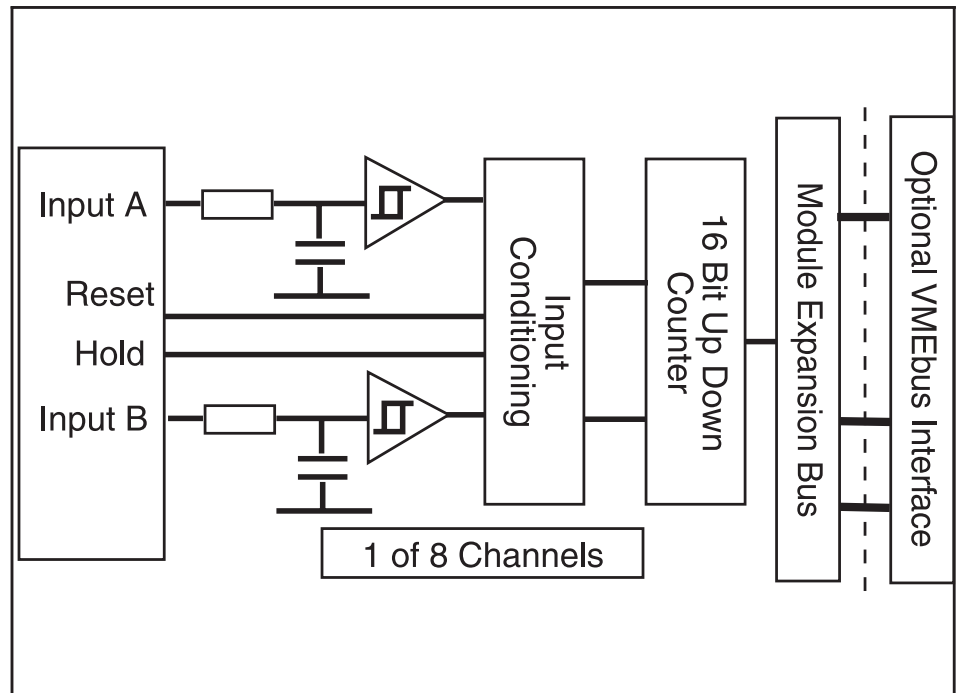 Input A
Reset
Hold
Input B
Input
Conditioning
16 Bit Up Down
Counter
Module Expansion Bus
Optional VMEbus Interface
1 of 8 Channels